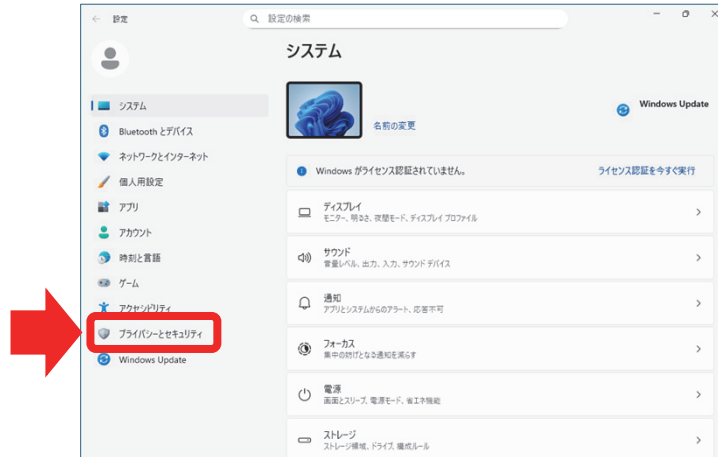 設定
設定の検索
システム
システム
Bluetooth とデバイス
ネットワークとインターネット
個人用設定
アプリ
アカウント
時刻と言語
ゲーム
アクセシビリティ
プライバシーとセキュリティ
Windows Update
名前の変更
Windows Update
Windows がライセンス認証されていません。
ライセンス認証を今すぐ実行
ディスプレイ
モニター、明るさ、夜間モード、ディスプレイ プロファイル
サウンド
音量レベル、出力、入力、サウンド デバイス
通知
アプリとシステムからのアラート、応答不可
フォーカス
集中の妨げとなる通知を減らす
電源
画面とスリープ、電源モード、省エネ機能
ストレージ
ストレージ領域、ドライブ、構成ルール